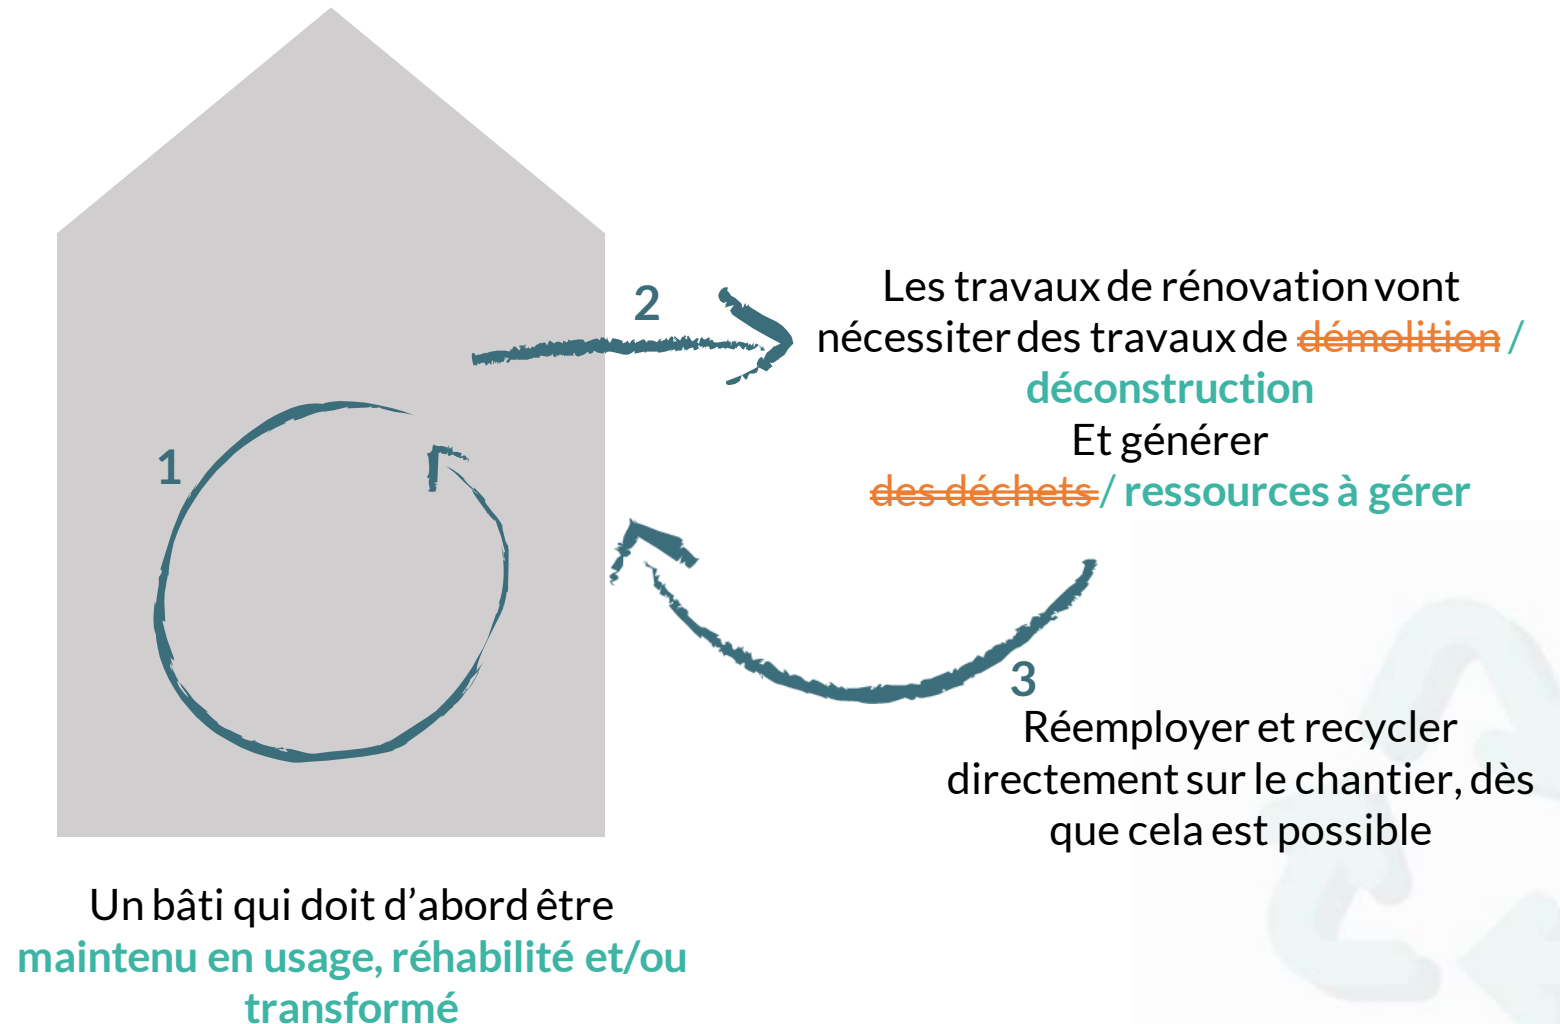 2
Les travaux de rénovation vont
nécessiter des travaux de démolition /
déconstruction
Et générer
des déchets / ressources à gérer
1
3
Réemployer et recycler
directement sur le chantier, dès
que cela est possible
Un bâti qui doit d’abord être
maintenu en usage, réhabilité et/ou
transformé